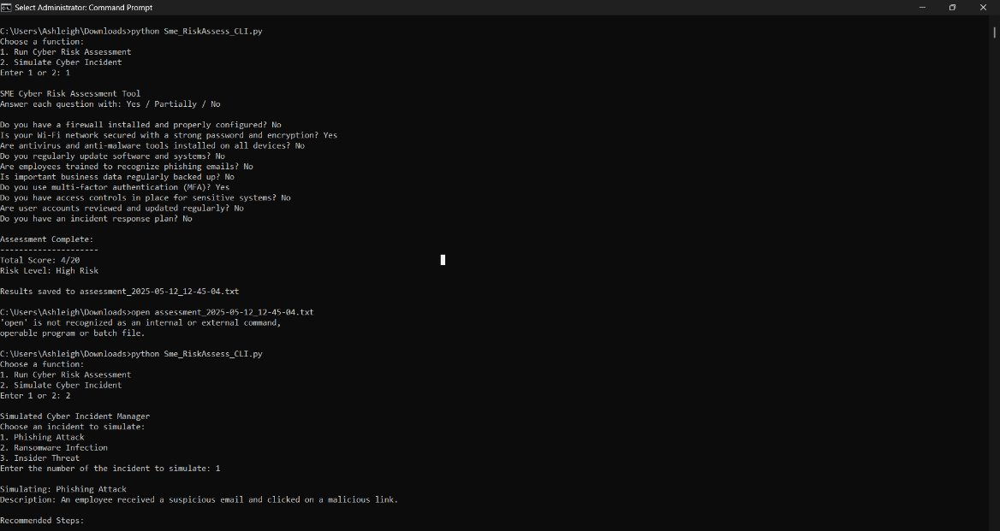 Select Administrator: Command Prompt
C:\Users\Ashleigh\Downloads>python Sme_RiskAssess_CLI.py
Choose a function:
1. Run Cyber Risk Assessment
2. Simulate Cyber Incident
Enter 1 or 2: 1
SME Cyber Risk Assessment Tool
Answer each question with: Yes / Partially / No
Do you have a firewall installed and properly configured? No
Is your Wi-Fi network secured with a strong password and encryption? Yes
Are antivirus and anti-malware tools installed on all devices? No
Do you regularly update software and systems? No
Are employees trained to recognize phishing emails? No
Is important business data regularly backed up? No
Do you use multi-factor authentication (MFA)? Yes
Do you have access controls in place for sensitive systems? No
Are user accounts reviewed and updated regularly? No
Do you have an incident response plan? No
Assessment Complete:
---------------------
Total Score: 4/20
Risk Level: High Risk
Results saved to assessment_2025-05-12_12-45-04.txt
C:\Users\Ashleigh\Downloads>open assessment_2025-05-12_12-45-04.txt
'open' is not recognized as an internal or external command,
operable program or batch file.
C:\Users\Ashleigh\Downloads>python Sme_RiskAssess_CLI.py
Choose a function:
1. Run Cyber Risk Assessment
2. Simulate Cyber Incident
Enter 1 or 2: 2
Simulated Cyber Incident Manager
Choose an incident to simulate:
1. Phishing Attack
2. Ransomware Infection
3. Insider Threat
Enter the number of the incident to simulate: 1
Simulating: Phishing Attack
Description: An employee received a suspicious email and clicked on a malicious link.
Recommended Steps: